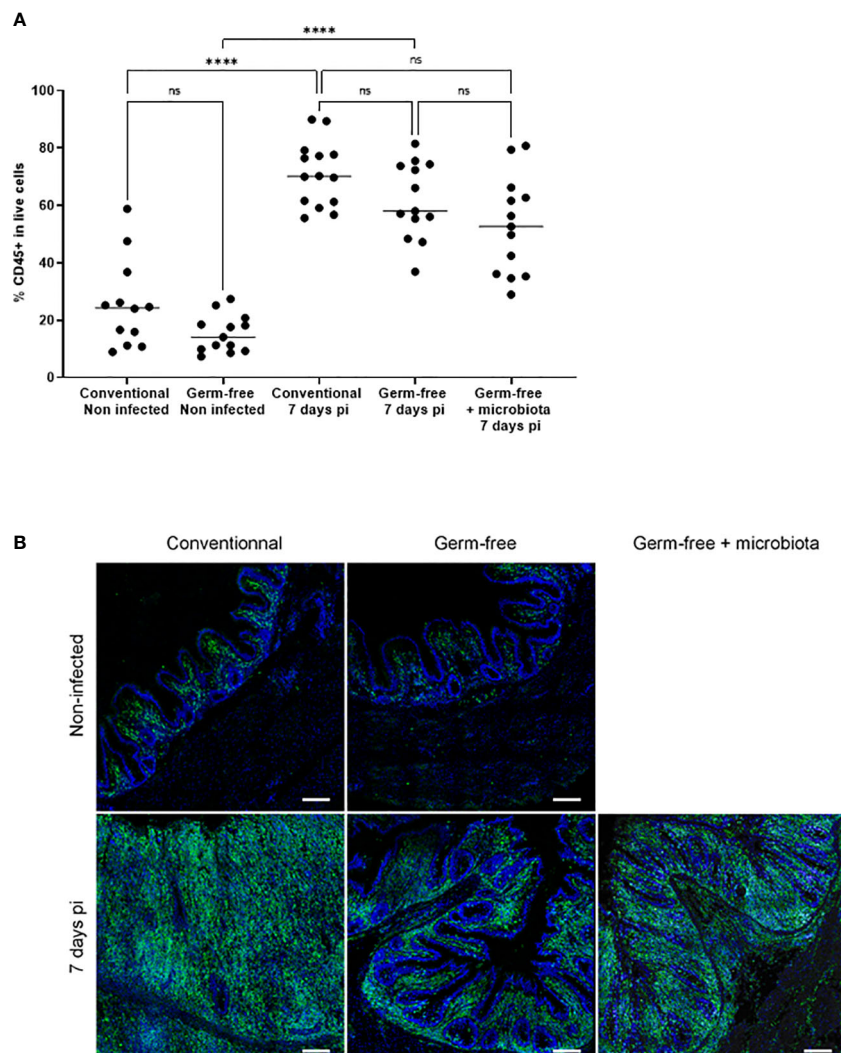 A
****
****
ns
ns
ns
ns
100
80
60
40
20
0
% CD45+ in live cells
Conventional
Non infected
Germ-free
Non infected
Conventional
7 days pi
Germ-free
7 days pi
Germ-free
+ microbiota
7 days pi
B
Conventionnal
Germ-free
Germ-free + microbiota
Non-infected
7 days pi